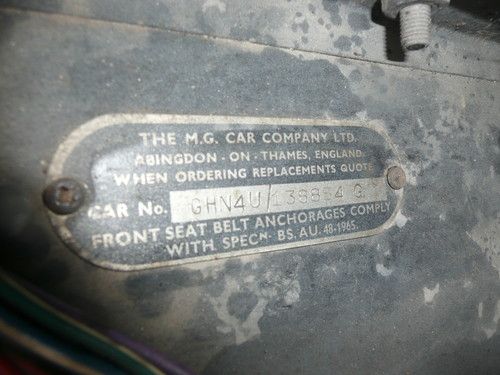 THE M.G. CAR COMPANY LTD.
ABINGDON - ON - THAMES, ENGLAND.
WHEN ORDERING REPLACEMENTS QUOTE
CAR No. GHN4U/138854 G
FRONT SEAT BELT ANCHORAGES COMPLY
WITH SPECN. BS. AU. 48-1965.